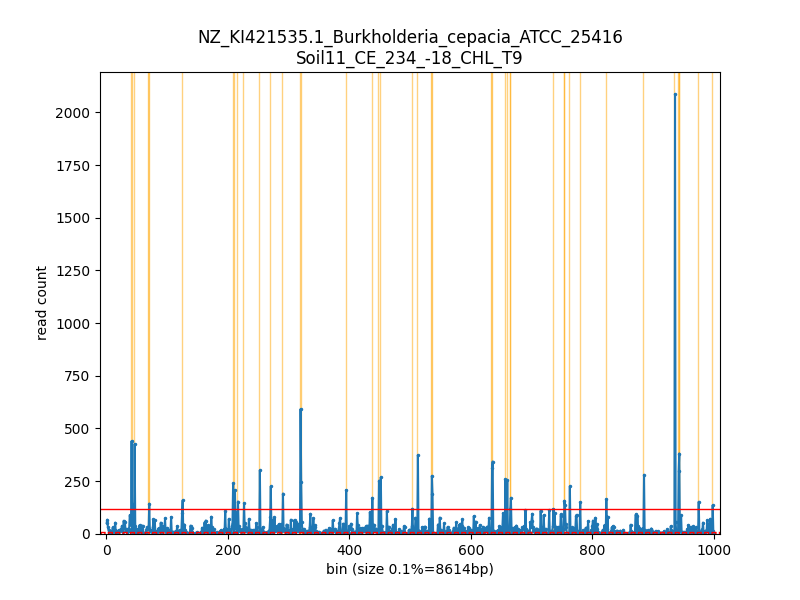 NZ_KI421535.1_Burkholderia_cepacia_ATCC_25416
Soil11_CE_234_-18_CHL_T9
2000
1750
1500
1250
1000
750
500
250
0
read count
0 200 400 600 800 1000
bin (size 0.1%=8614bp)